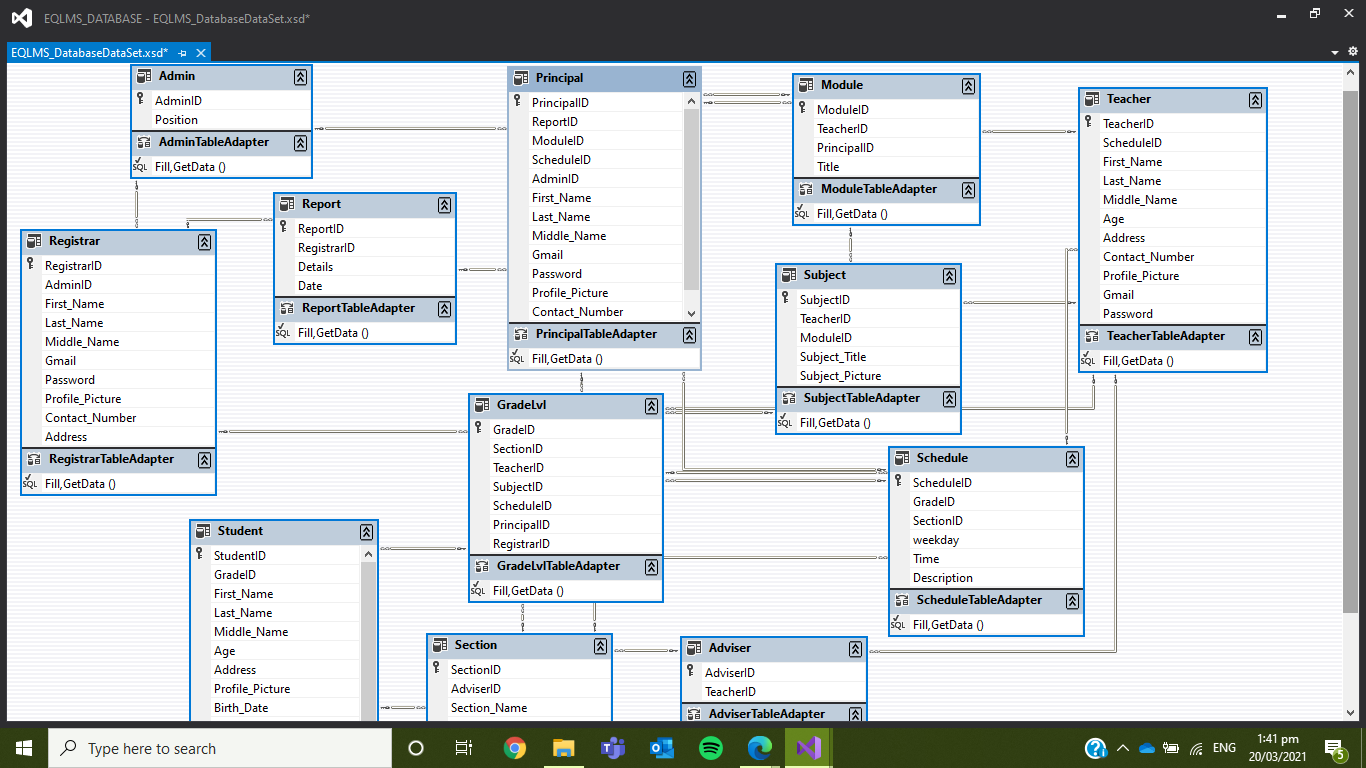 EQLMS_DATABASE - EQLMS_DatabaseDataSet.xsd*
EQLMS_DatabaseDataSet.xsd*
Admin
AdminID
Position
AdminTableAdapter
Fill,GetData ()
Report
ReportID
RegistrarID
Details
Date
ReportTableAdapter
Fill,GetData ()
Registrar
RegistrarID
AdminID
First_Name
Last_Name
Middle_Name
Gmail
Password
Profile_Picture
Contact_Number
Address
RegistrarTableAdapter
Fill,GetData ()
Principal
PrincipalID
ReportID
ModuleID
ScheduleID
AdminID
First_Name
Last_Name
Middle_Name
Gmail
Password
Profile_Picture
Contact_Number
PrincipalTableAdapter
Fill,GetData ()
Module
ModuleID
TeacherID
PrincipalID
Title
ModuleTableAdapter
Fill,GetData ()
Teacher
TeacherID
ScheduleID
First_Name
Last_Name
Middle_Name
Age
Address
Contact_Number
Profile_Picture
Gmail
Password
TeacherTableAdapter
Fill,GetData ()
Subject
SubjectID
TeacherID
ModuleID
Subject_Title
Subject_Picture
SubjectTableAdapter
Fill,GetData ()
GradeLvl
GradeID
SectionID
TeacherID
SubjectID
ScheduleID
PrincipalID
RegistrarID
GradeLvlTableAdapter
Fill,GetData ()
Schedule
ScheduleID
GradeID
SectionID
weekday
Time
Description
ScheduleTableAdapter
Fill,GetData ()
Student
StudentID
GradeID
First_Name
Last_Name
Middle_Name
Age
Address
Profile_Picture
Birth_Date
Section
SectionID
AdviserID
Section_Name
Adviser
AdviserID
TeacherID
AdviserTableAdapter
Type here to search
ENG
1:41 pm
20/03/2021
5